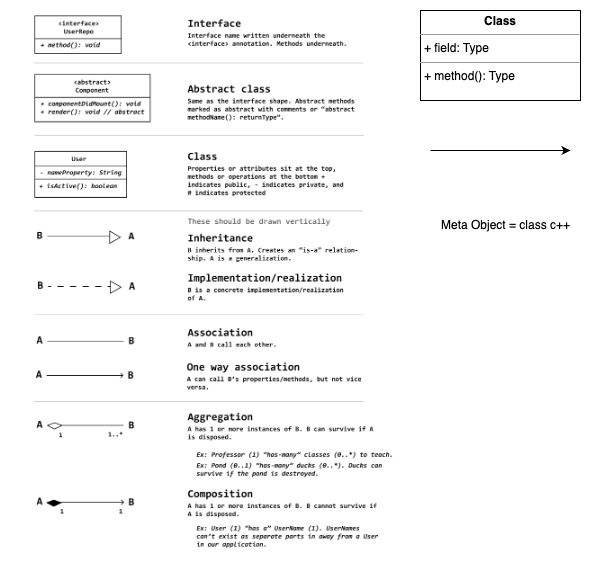 <interface>
UserRepo
+ method(): void
Interface
Interface name written underneath the
<interface> annotation. Methods underneath.
<abstract>
Component
+ componentDidMount(): void
+ render(): void // abstract
Abstract class
Same as the interface shape. Abstract methods
marked as abstract with comments or "abstract
methodName(): returnType".
User
- nameProperty: String
+ isActive(): boolean
Class
Properties or attributes sit at the top,
methods or operations at the bottom +
indicates public, - indicates private, and
# indicates protected
These should be drawn vertically
B
A
Inheritance
B inherits from A. Creates an "is-a" relation-
ship. A is a generalization.
B
A
Implementation/realization
B is a concrete implementation/realization
of A.
A
B
Association
A and B call each other.
A
B
One way association
A can call B's properties/methods, but not vice
versa.
A
B
1
1..*
Aggregation
A has 1 or more instances of B. B can survive if A
is disposed.
Ex: Professor (1) "has-many" classes (0..*) to teach.
Ex: Pond (0..1) "has-many" ducks (0..*). Ducks can
survive if the pond is destroyed.
A
B
1
1
Composition
A has 1 or more instances of B. B cannot survive if
A is disposed.
Ex: User (1) "has a" UserName (1). UserNames
can't exist as separate parts in away from a User
in our application.
Class
+ field: Type
+ method(): Type
Meta Object = class c++